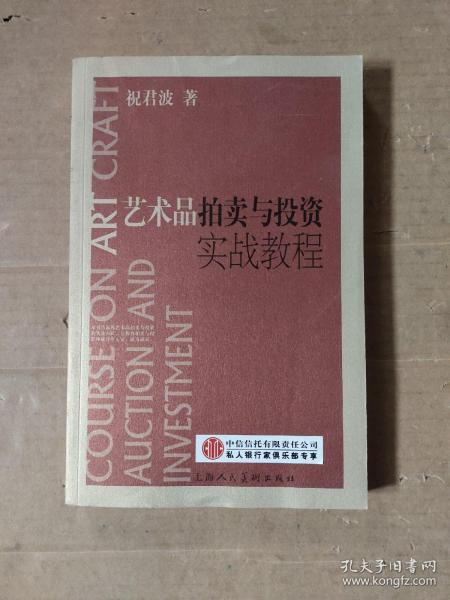 祝君波 著
艺术品拍卖与投资
实战教程
COURSE ON ART CRAFT
AUCTION AND
INVESTMENT
中信信托有限责任公司
私人银行家俱乐部专享
上海人民美术出版社
孔夫子旧书网
www.kongfz.com